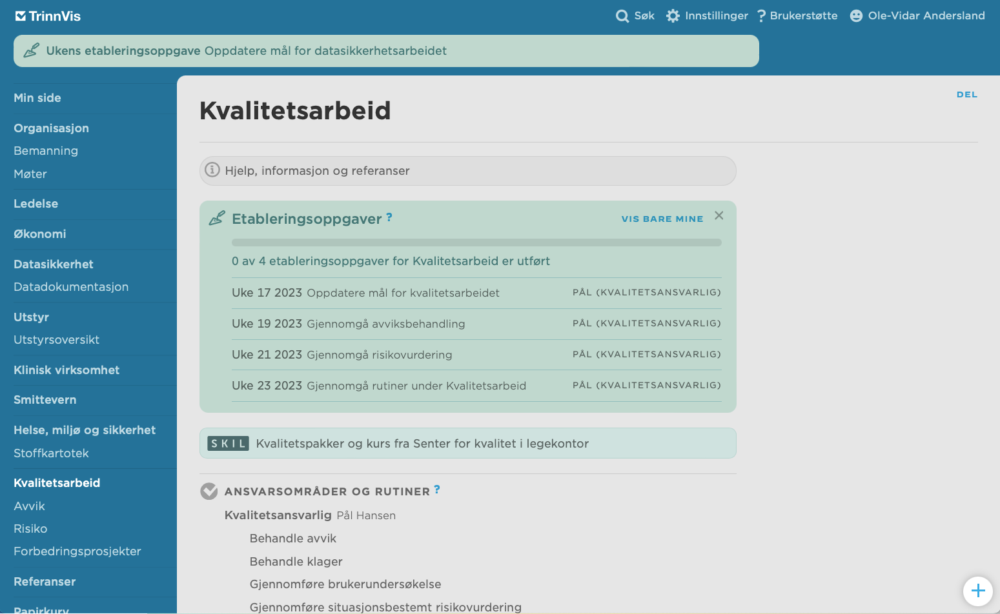 TrinnVis
Søk
Innstillinger
? Brukerstøtte
Ole-Vidar Andersland
Ukens etableringsoppgave Oppdatere mål for datasikkerhetsarbeidet
Min side
Organisasjon
Bemanning
Møter
Ledelse
Økonomi
Datasikkerhet
Datadokumentasjon
Utstyr
Utstyrsoversikt
Klinisk virksomhet
Smittevern
Helse, miljø og sikkerhet
Stoffkartotek
Kvalitetsarbeid
Avvik
Risiko
Forbedringsprosjekter
Referanser
Papirkurv
Kvalitetsarbeid
DEL
Hjelp, informasjon og referanser
Etableringsoppgaver ?
VIS BARE MINE
0 av 4 etableringsoppgaver for Kvalitetsarbeid er utført
Uke 17 2023 Oppdatere mål for kvalitetsarbeidet PÅL (KVALITETSANSVARLIG)
Uke 19 2023 Gjennomgå avviksbehandling PÅL (KVALITETSANSVARLIG)
Uke 21 2023 Gjennomgå risikovurdering PÅL (KVALITETSANSVARLIG)
Uke 23 2023 Gjennomgå rutiner under Kvalitetsarbeid PÅL (KVALITETSANSVARLIG)
SKIL Kvalitetspakker og kurs fra Senter for kvalitet i legekontor
ANSVARSOMRÅDER OG RUTINER ?
Kvalitetsansvarlig Pål Hansen
Behandle avvik
Behandle klager
Gjennomføre brukerundersøkelse
Gjennomføre situasjonsbestemt risikovurdering